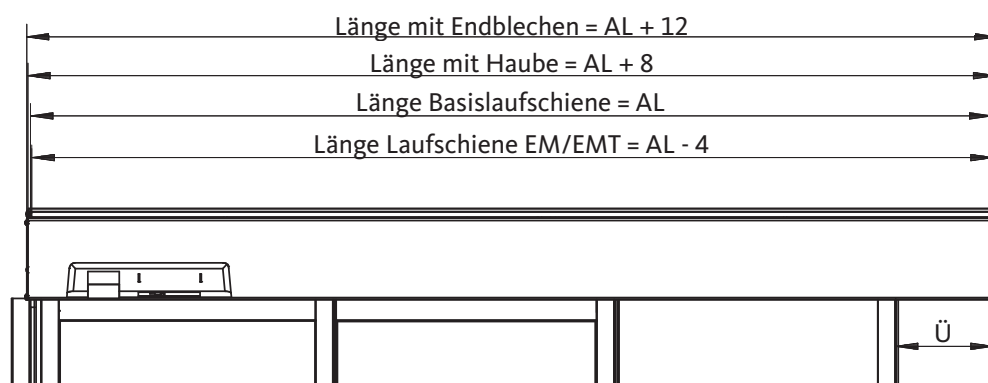 Länge mit Endblechen = AL + 12
Länge mit Haube = AL + 8
Länge Basislaufschiene = AL
Länge Laufschiene EM/EMT = AL - 4
Ü